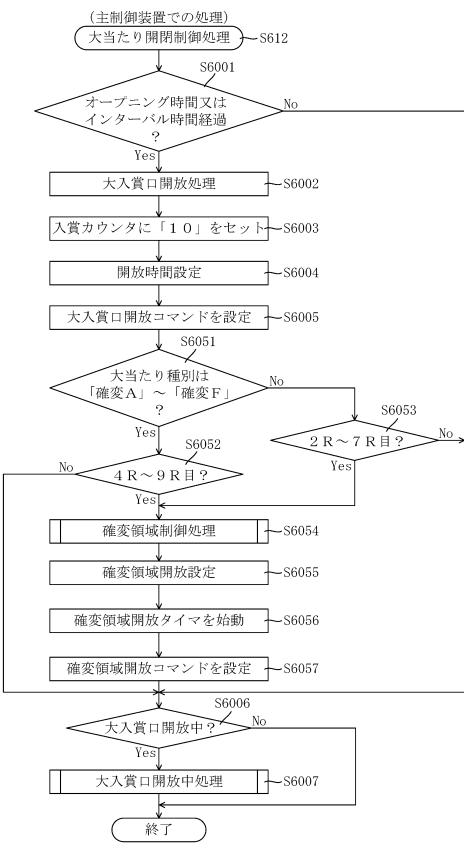 （主制御装置での処理）
大当たり開閉制御処理
S612
S6001
オープニング時間又は
インターバル時間経過
？
No
Yes
大入賞口開放処理
S6002
入賞カウンタに「１０」をセット
S6003
開放時間設定
S6004
大入賞口開放コマンドを設定
S6005
S6051
大当たり種別は
「確変Ａ」～「確変Ｆ」
？
No
Yes
S6053
２Ｒ～７Ｒ目？
No
Yes
S6052
４Ｒ～９Ｒ目？
No
Yes
確変領域制御処理
S6054
確変領域開放設定
S6055
確変領域開放タイマを始動
S6056
確変領域開放コマンドを設定
S6057
S6006
大入賞口開放中？
No
Yes
大入賞口開放中処理
S6007
終了